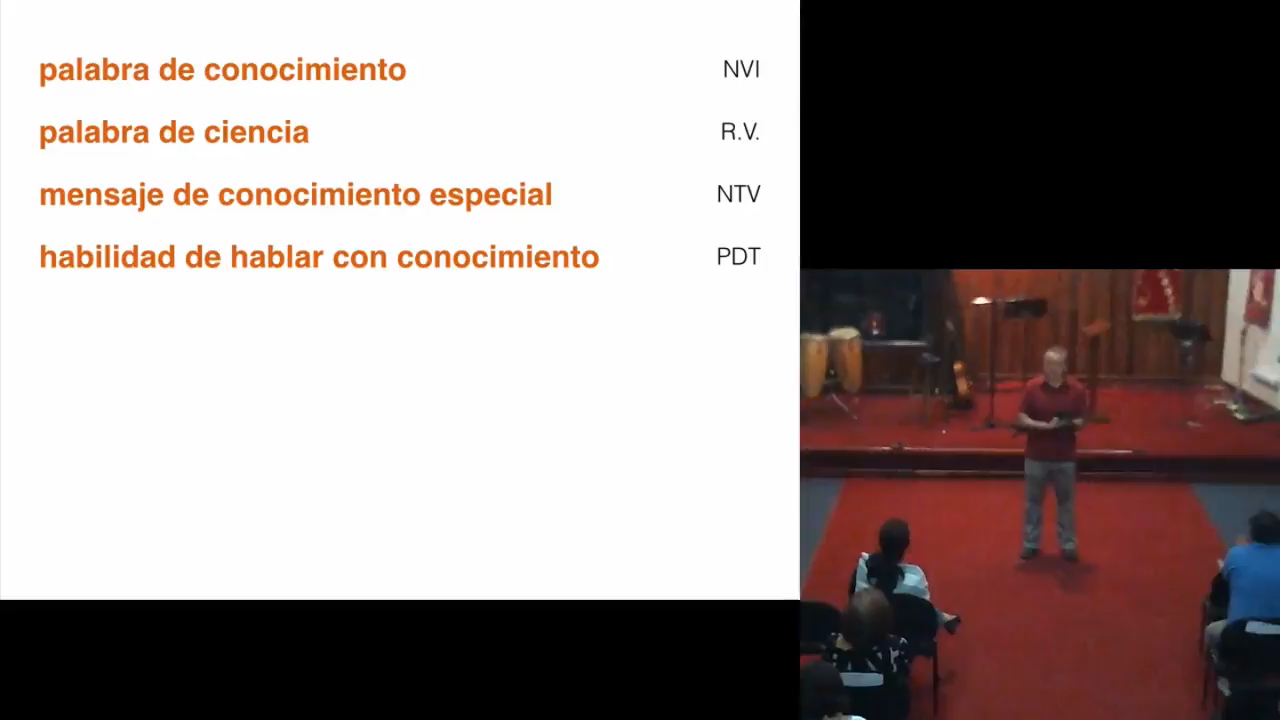 palabra de conocimiento NVI
palabra de ciencia R.V.
mensaje de conocimiento especial NTV
habilidad de hablar con conocimiento PDT